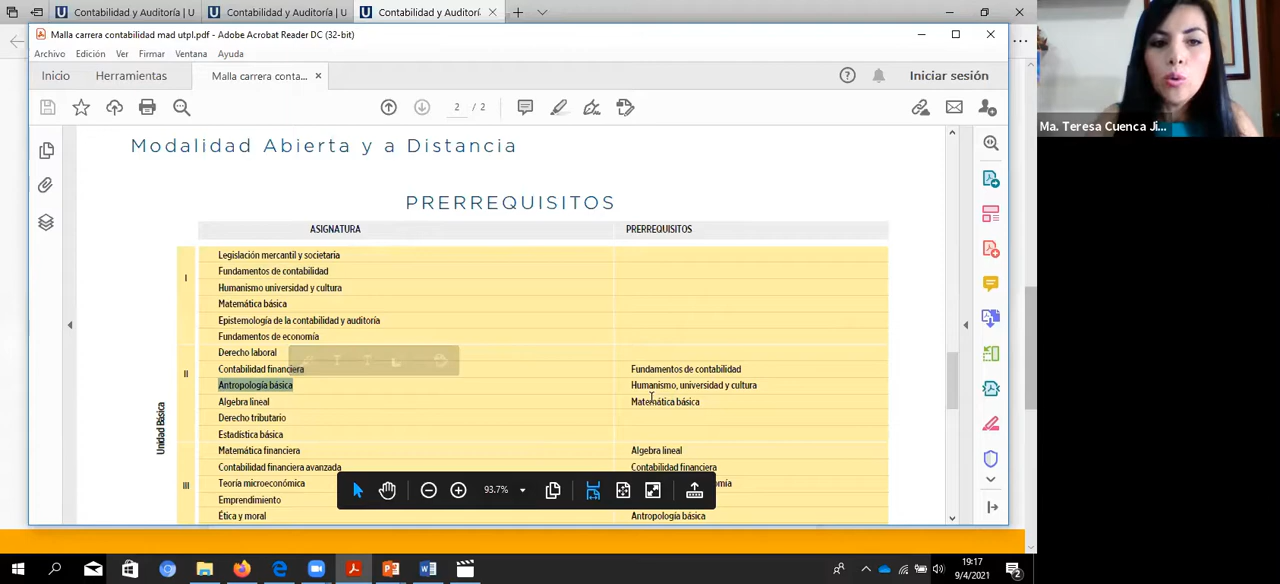 Contabilidad y Auditoría | U
Contabilidad y Auditoría | U
Contabilidad y Auditoría
Malla carrera contabilidad mad utpl.pdf - Adobe Acrobat Reader DC (32-bit)
Archivo Edición Ver Firmar Ventana Ayuda
Inicio Herramientas Malla carrera conta... Iniciar sesión
2 / 2
Ma. Teresa Cuenca Jí...
Modalidad Abierta y a Distancia
PRERREQUISITOS
ASIGNATURA PRERREQUISITOS
Legislación mercantil y societaria
I Fundamentos de contabilidad
Humanismo universidad y cultura
Matemática básica
Epistemología de la contabilidad y auditoría
Fundamentos de economía
Derecho laboral
II Contabilidad financiera Fundamentos de contabilidad
Antropología básica Humanismo, universidad y cultura
Algebra lineal Matemática básica
Derecho tributario
Estadística básica
Unidad Básica
Matemática financiera Algebra lineal
Contabilidad financiera avanzada Contabilidad financiera
III Teoría microeconómica
Emprendimiento
Ética y moral Antropología básica
93.7%
19:17
9/4/2021
2